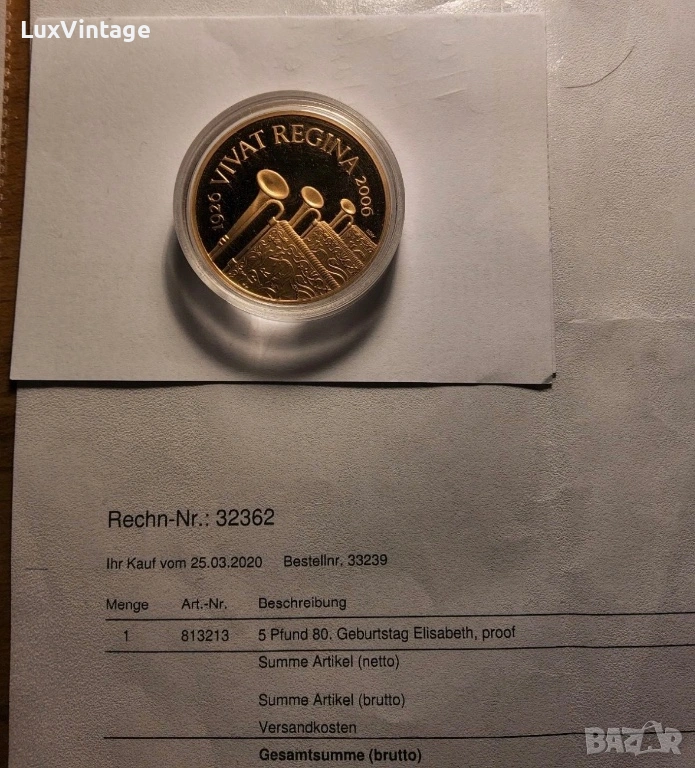 LuxVintage
1926 VIVAT REGINA 2006
Rechn-Nr.: 32362
Ihr Kauf vom 25.03.2020 Bestellnr. 33239
Menge Art.-Nr. Beschreibung
1 813213 5 Pfund 80. Geburtstag Elisabeth, proof
Summe Artikel (netto)
Summe Artikel (brutto)
Versandkosten
Gesamtsumme (brutto)
BAZAR